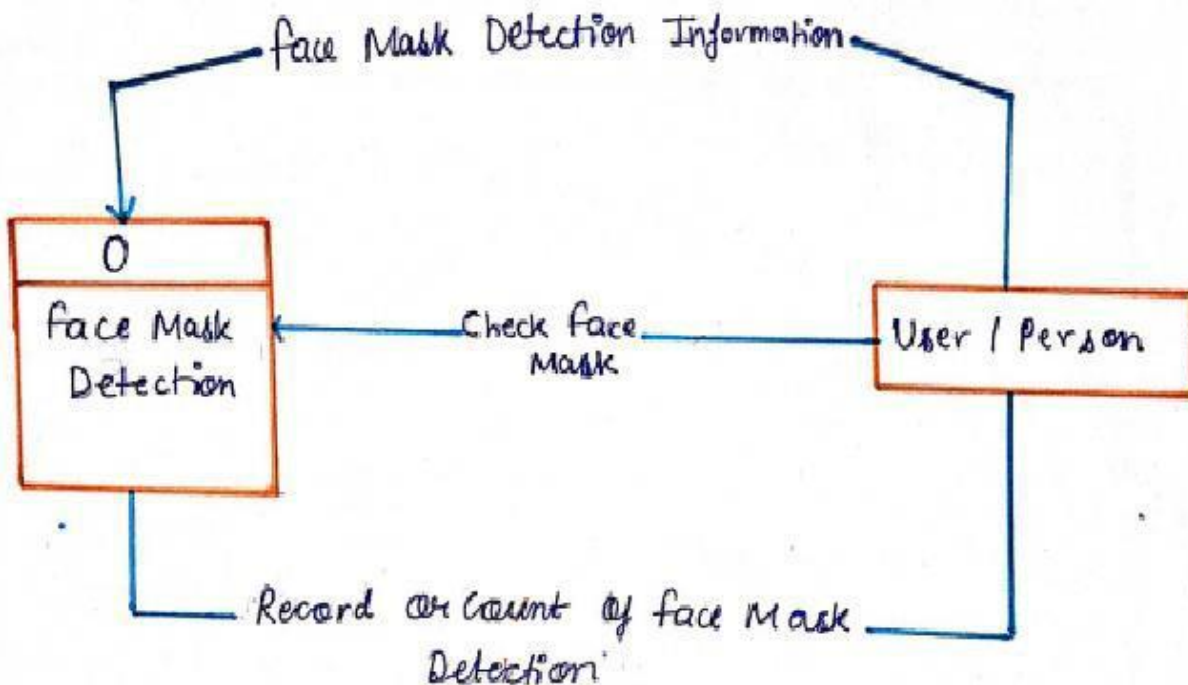 face Mask Detection Information
0
face Mask
Detection
Check face
Mask
User / Person
Record or Count of face Mask
Detection